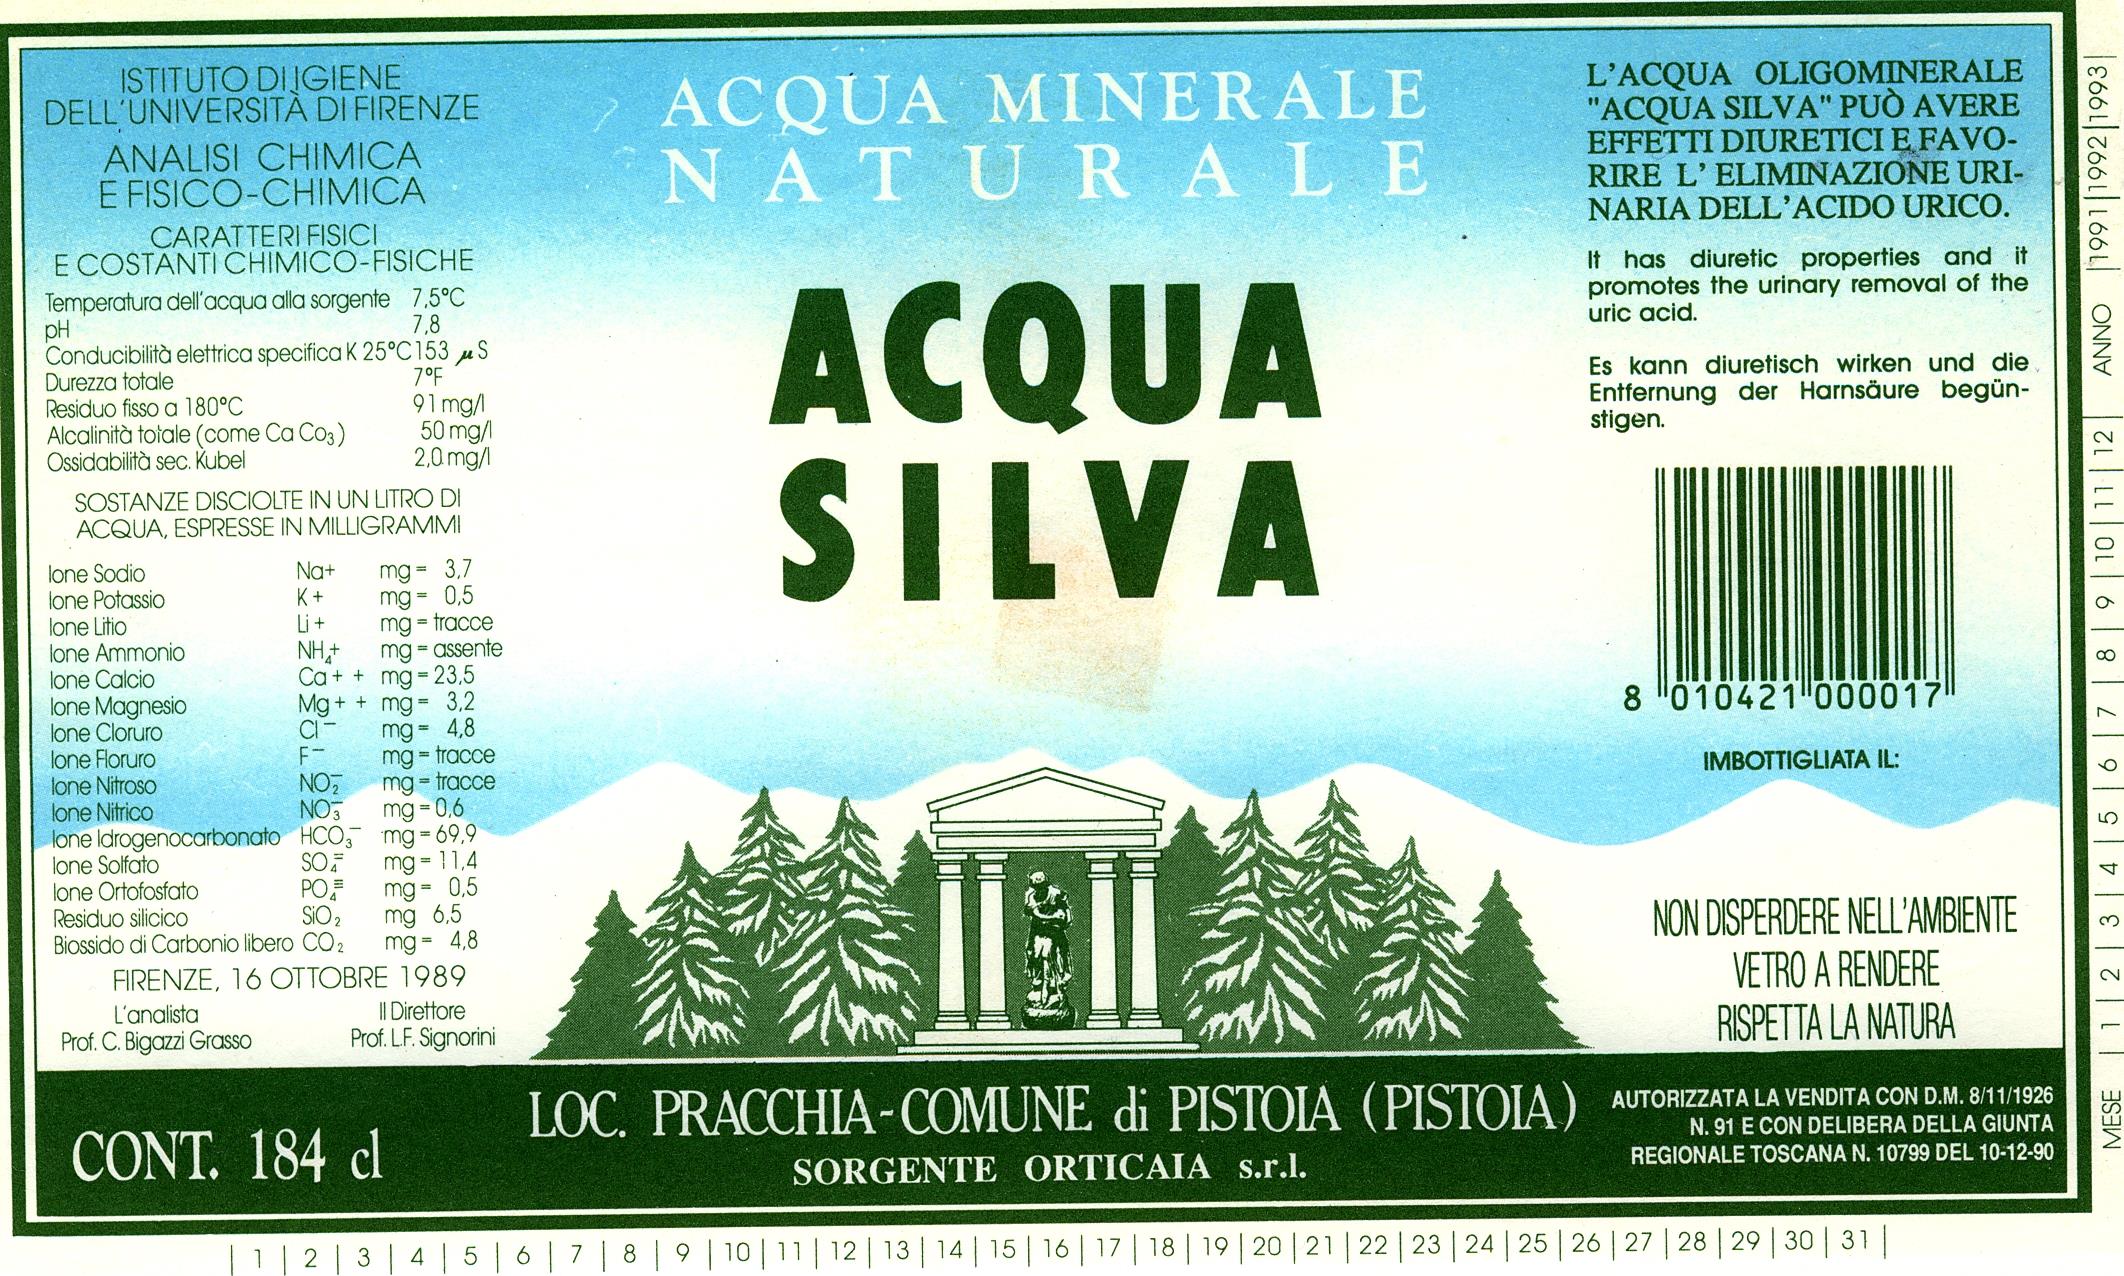 ISTITUTO DI IGIENE
DELL'UNIVERSITÀ DI FIRENZE
ANALISI CHIMICA
E FISICO-CHIMICA
CARATTERI FISICI
E COSTANTI CHIMICO-FISICHE
Temperatura dell'acqua alla sorgente 7,5°C
pH 7,8
Conducibilità elettrica specifica K 25°C 153 µS
Durezza totale 7°F
Residuo fisso a 180°C 91 mg/l
Alcalinità totale (come Ca Co₃) 50 mg/l
Ossidabilità sec. Kubel 2,0 mg/l
SOSTANZE DISCIOLTE IN UN LITRO DI
ACQUA, ESPRESSE IN MILLIGRAMMI
Ione Sodio Na+ mg = 3,7
Ione Potassio K+ mg = 0,5
Ione Litio Li+ mg = tracce
Ione Ammonio NH₄+ mg = assente
Ione Calcio Ca++ mg = 23,5
Ione Magnesio Mg++ mg = 3,2
Ione Cloruro Cl⁻ mg = 4,8
Ione Floruro F⁻ mg = tracce
Ione Nitroso NO₂⁻ mg = tracce
Ione Nitrico NO₃⁻ mg = 0,6
Ione Idrogenocarbonato HCO₃⁻ mg = 69,9
Ione Solfato SO₄⁼ mg = 11,4
Ione Ortofosfato PO₄≡ mg = 0,5
Residuo silicico SiO₂ mg 6,5
Biossido di Carbonio libero CO₂ mg = 4,8
FIRENZE, 16 OTTOBRE 1989
L'analista Il Direttore
Prof. C. Bigazzi Grasso Prof. L.F. Signorini
ACQUA MINERALE
NATURALE
ACQUA
SILVA
L'ACQUA OLIGOMINERALE
"ACQUA SILVA" PUÒ AVERE
EFFETTI DIURETICI E FAVO-
RIRE L' ELIMINAZIONE URI-
NARIA DELL'ACIDO URICO.
It has diuretic properties and it
promotes the urinary removal of the
uric acid.
Es kann diuretisch wirken und die
Entfernung der Harnsäure begün-
stigen.
8 010421 000017
IMBOTTIGLIATA IL:
NON DISPERDERE NELL'AMBIENTE
VETRO A RENDERE
RISPETTA LA NATURA
CONT. 184 cl
LOC. PRACCHIA-COMUNE di PISTOIA (PISTOIA)
SORGENTE ORTICAIA s.r.l.
AUTORIZZATA LA VENDITA CON D.M. 8/11/1926
N. 91 E CON DELIBERA DELLA GIUNTA
REGIONALE TOSCANA N. 10799 DEL 10-12-90
MESE | 1 | 2 | 3 | 4 | 5 | 6 | 7 | 8 | 9 | 10 | 11 | 12 | ANNO | 1991 | 1992 | 1993 |
| 1 | 2 | 3 | 4 | 5 | 6 | 7 | 8 | 9 | 10 | 11 | 12 | 13 | 14 | 15 | 16 | 17 | 18 | 19 | 20 | 21 | 22 | 23 | 24 | 25 | 26 | 27 | 28 | 29 | 30 | 31 |